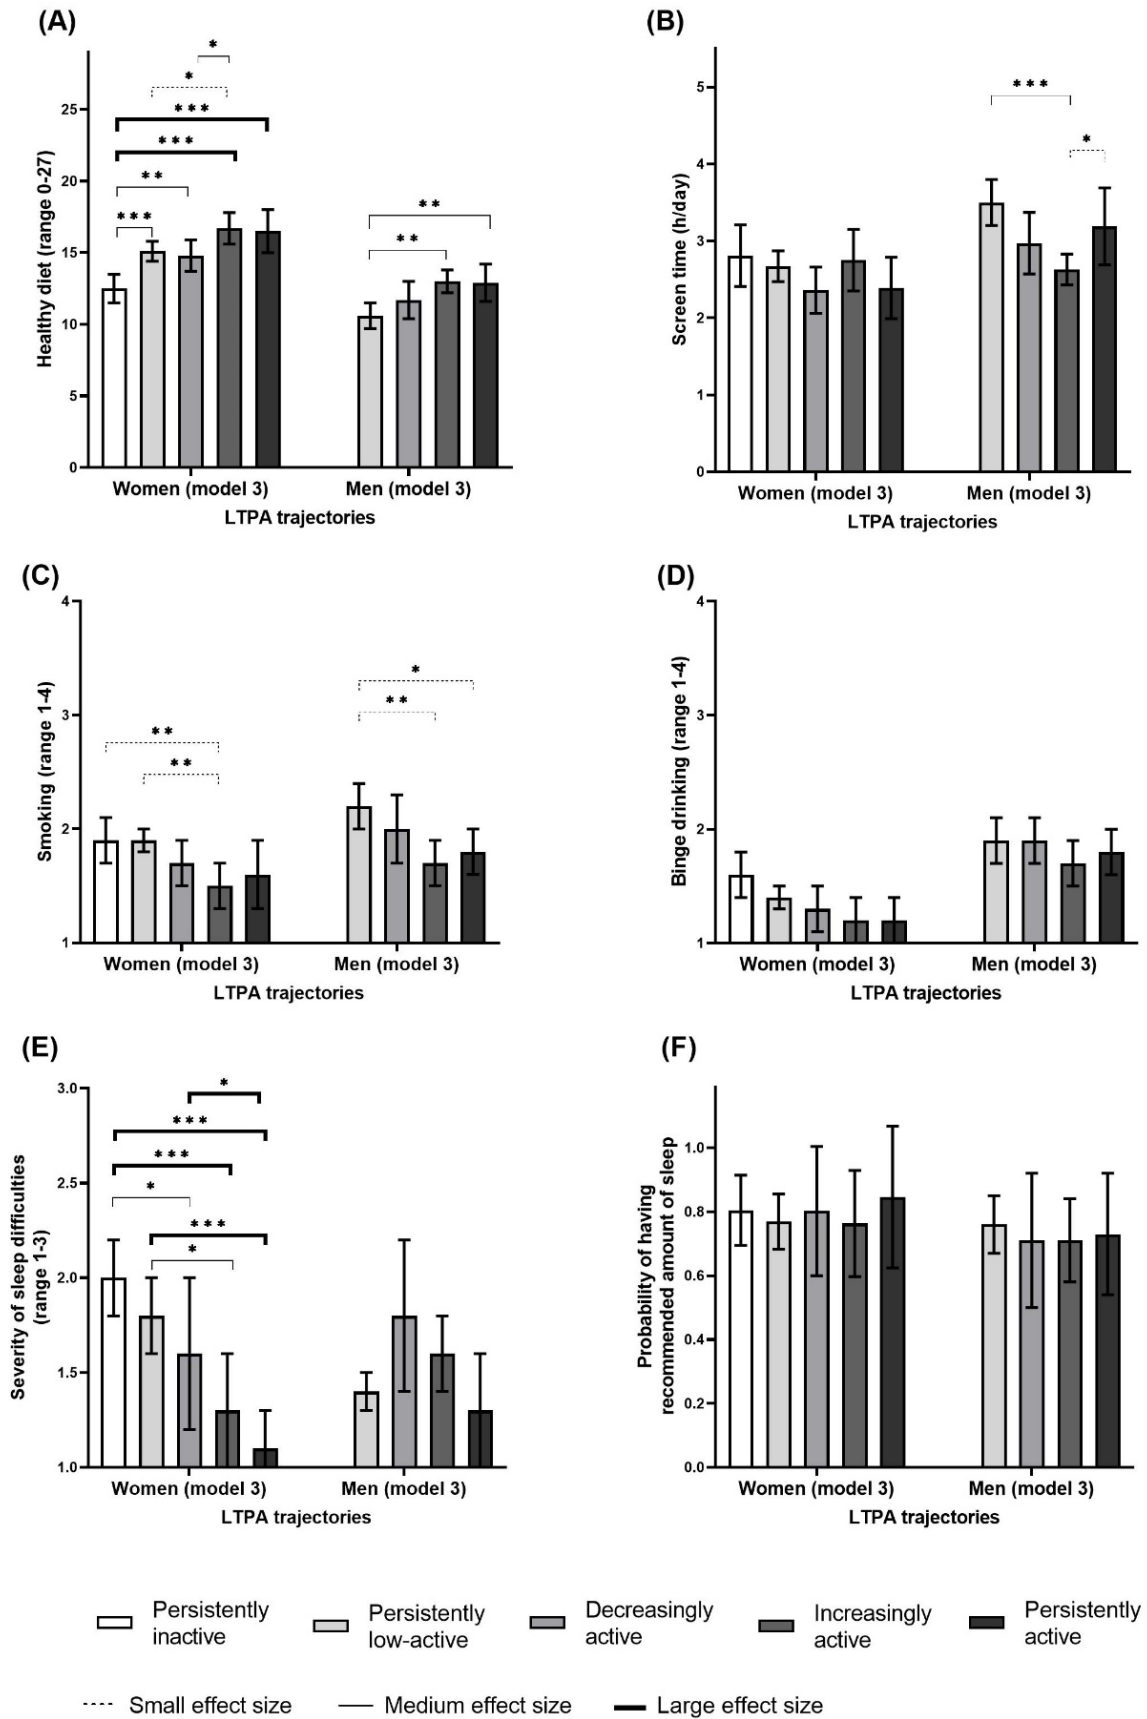 (A)
Healthy diet (range 0-27)
25
20
15
10
5
0
*
*
***
***
**
***
**
**
Women (model 3)
Men (model 3)
LTPA trajectories
(B)
Screen time (h/day)
5
4
3
2
1
0
***
*
Women (model 3)
Men (model 3)
LTPA trajectories
(C)
Smoking (range 1-4)
4
3
2
1
**
**
*
**
Women (model 3)
Men (model 3)
LTPA trajectories
(D)
Binge drinking (range 1-4)
4
3
2
1
Women (model 3)
Men (model 3)
LTPA trajectories
(E)
Severity of sleep difficulties
(range 1-3)
3.0
2.5
2.0
1.5
1.0
*
***
***
*
***
*
Women (model 3)
Men (model 3)
LTPA trajectories
(F)
Probability of having
recommended amount of sleep
1.0
0.8
0.6
0.4
0.2
0.0
Women (model 3)
Men (model 3)
LTPA trajectories
Persistently
inactive
Persistently
low-active
Decreasingly
active
Increasingly
active
Persistently
active
Small effect size
Medium effect size
Large effect size